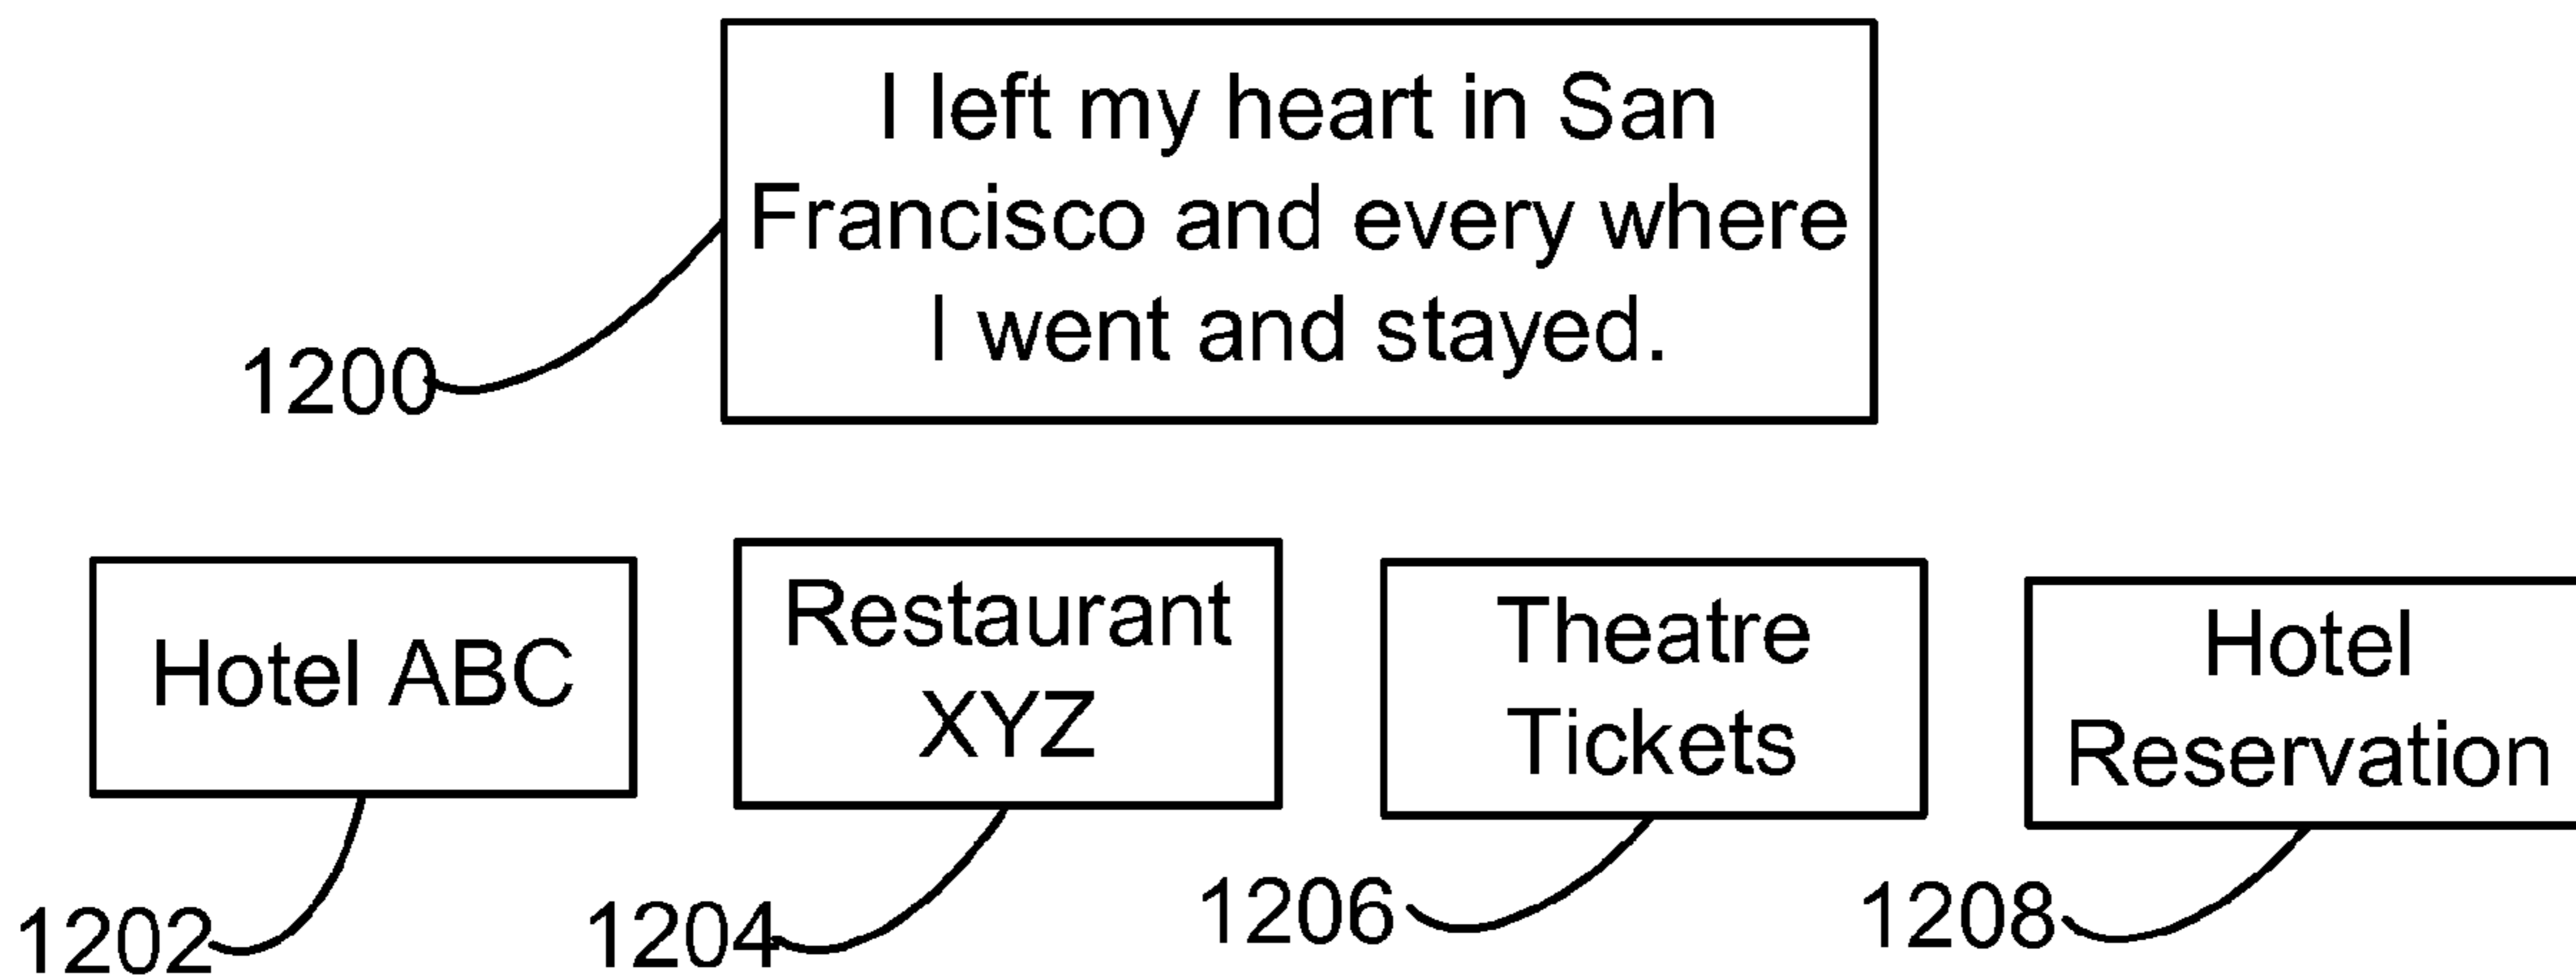 I left my heart in San
Francisco and every where
I went and stayed.
1200
Hotel ABC
Restaurant
XYZ
Theatre
Tickets
Hotel
Reservation
1202
1204
1206
1208